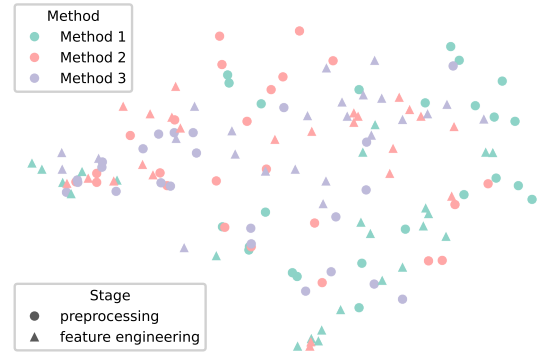 Method
Method 1
Method 2
Method 3
Stage
preprocessing
feature engineering